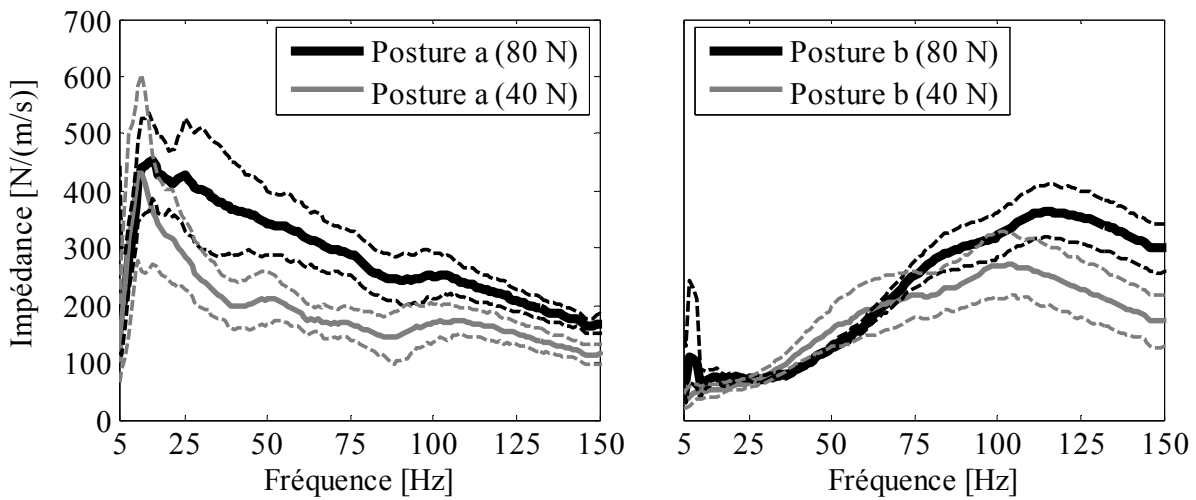 700
600
500
400
300
200
100
0
Impédance [N/(m/s)]
Posture a (80 N)
Posture a (40 N)
5 25 50 75 100 125 150
Fréquence [Hz]
Posture b (80 N)
Posture b (40 N)
5 25 50 75 100 125 150
Fréquence [Hz]